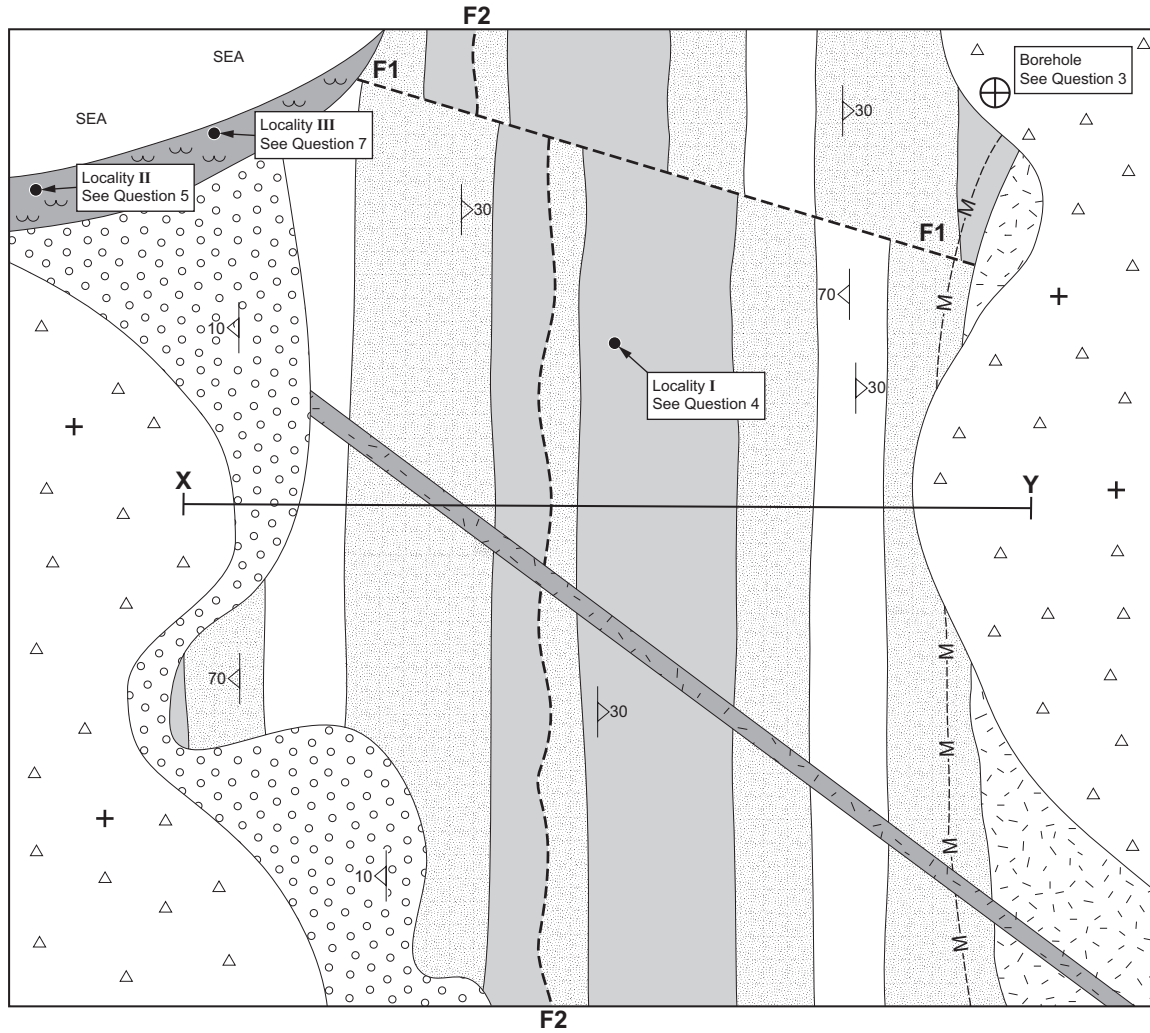 F2
SEA
F1
Borehole
See Question 3
30
SEA
Locality III
See Question 7
Locality II
See Question 5
30
M
F1
70
M
10
30
Locality I
See Question 4
X
Y
M
70
30
M
M
10
M
F2